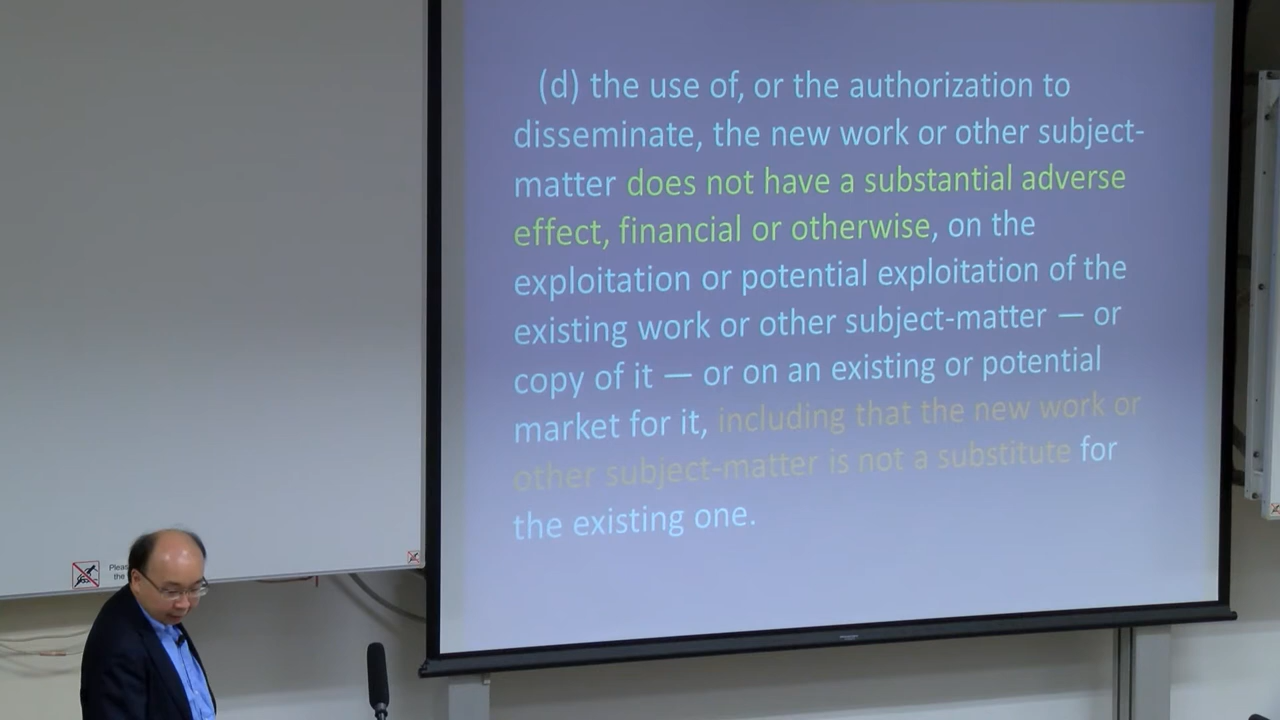 (d) the use of, or the authorization to
disseminate, the new work or other subject-
matter does not have a substantial adverse
effect, financial or otherwise, on the
exploitation or potential exploitation of the
existing work or other subject-matter — or
copy of it — or on an existing or potential
market for it, including that the new work or
other subject-matter is not a substitute for
the existing one.
the